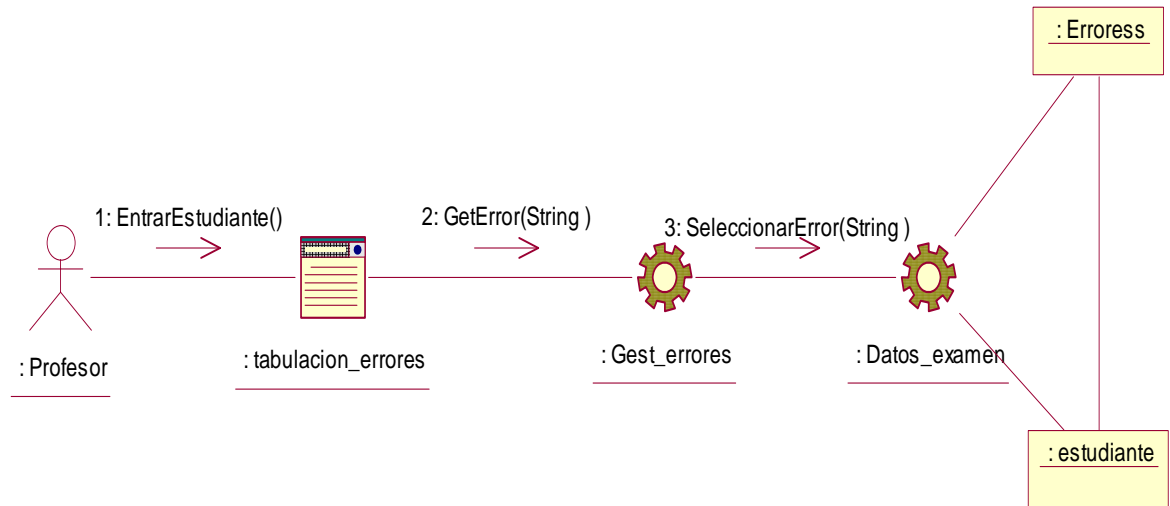 : Erroress
1: EntrarEstudiante()
2: GetError(String )
3: SeleccionarError(String )
: Profesor
: tabulacion_errores
: Gest_errores
: Datos_examen
: estudiante